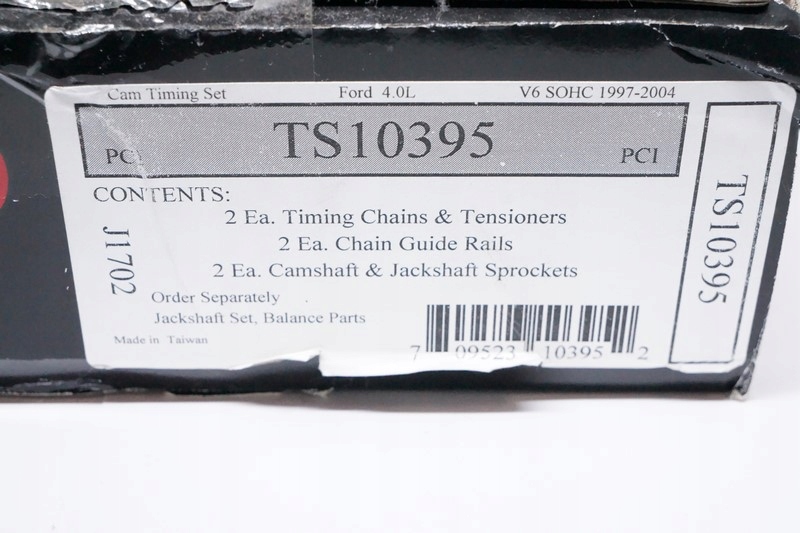 Cam Timing Set Ford 4.0L V6 SOHC 1997-2004
PCI TS10395 PCI
CONTENTS:
2 Ea. Timing Chains & Tensioners
2 Ea. Chain Guide Rails
2 Ea. Camshaft & Jackshaft Sprockets
J1702
Order Separately
Jackshaft Set, Balance Parts
Made in Taiwan
7 09523 10395 2
TS10395